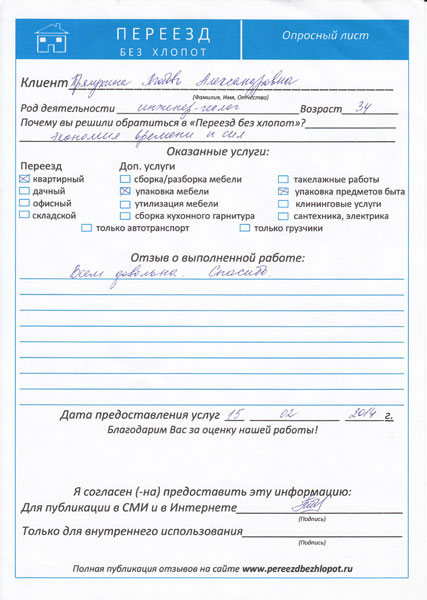 ПЕРЕЕЗД
БЕЗ ХЛОПОТ
Опросный лист
Клиент Любовь Александровна
(Фамилия, Имя, Отчество)
Род деятельности инженер-геолог Возраст 34
Почему вы решили обратиться в «Переезд без хлопот»?
экономия времени и сил
Оказанные услуги:
Переезд Доп. услуги
квартирный сборка/разборка мебели такелажные работы
дачный упаковка мебели упаковка предметов быта
офисный утилизация мебели клининговые услуги
складской сборка кухонного гарнитура сантехника, электрика
только автотранспорт только грузчики
Отзыв о выполненной работе:
Всем довольна. Спасибо.
Дата предоставления услуг 15 02 2014 г.
Благодарим Вас за оценку нашей работы!
Я согласен (-на) предоставить эту информацию:
Для публикации в СМИ и в Интернете
(Подпись)
Только для внутреннего использования
(Подпись)
Полная публикация отзывов на сайте www.pereezdbezhlopot.ru